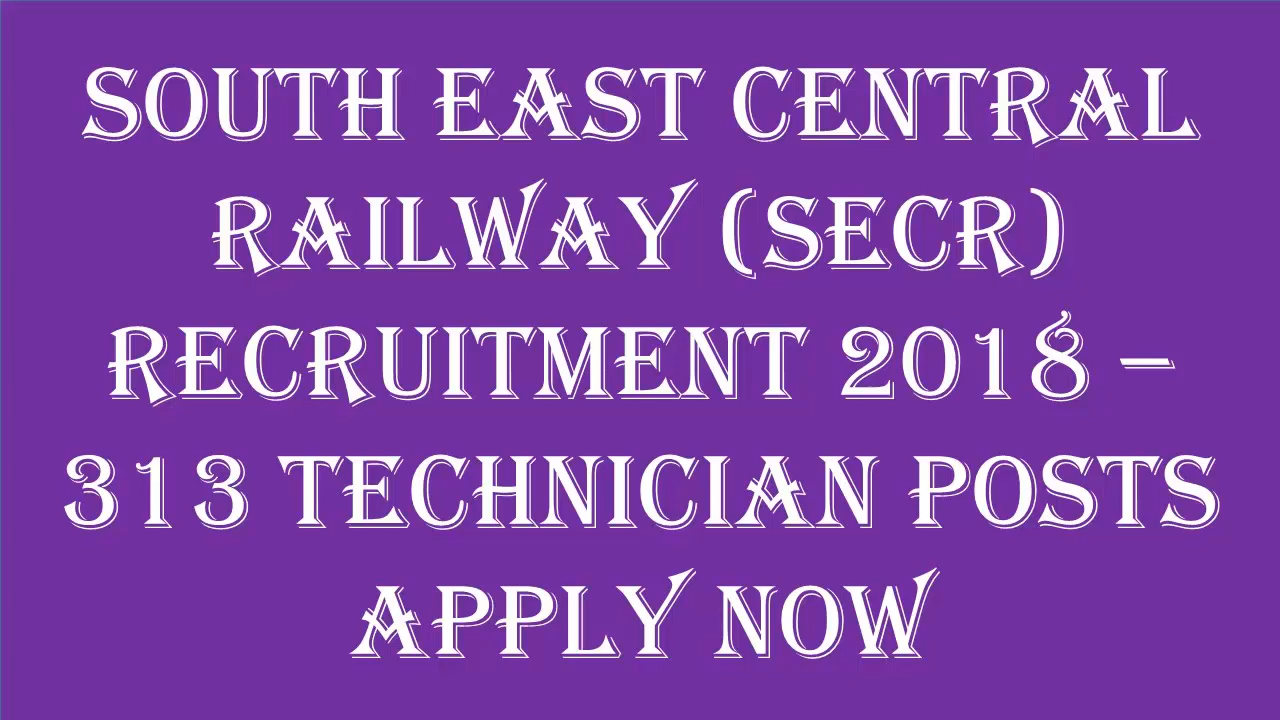 SOUTH EAST CENTRAL
RAILWAY (SECR)
RECRUITMENT 2018 –
313 TECHNICIAN POSTS
APPLY NOW